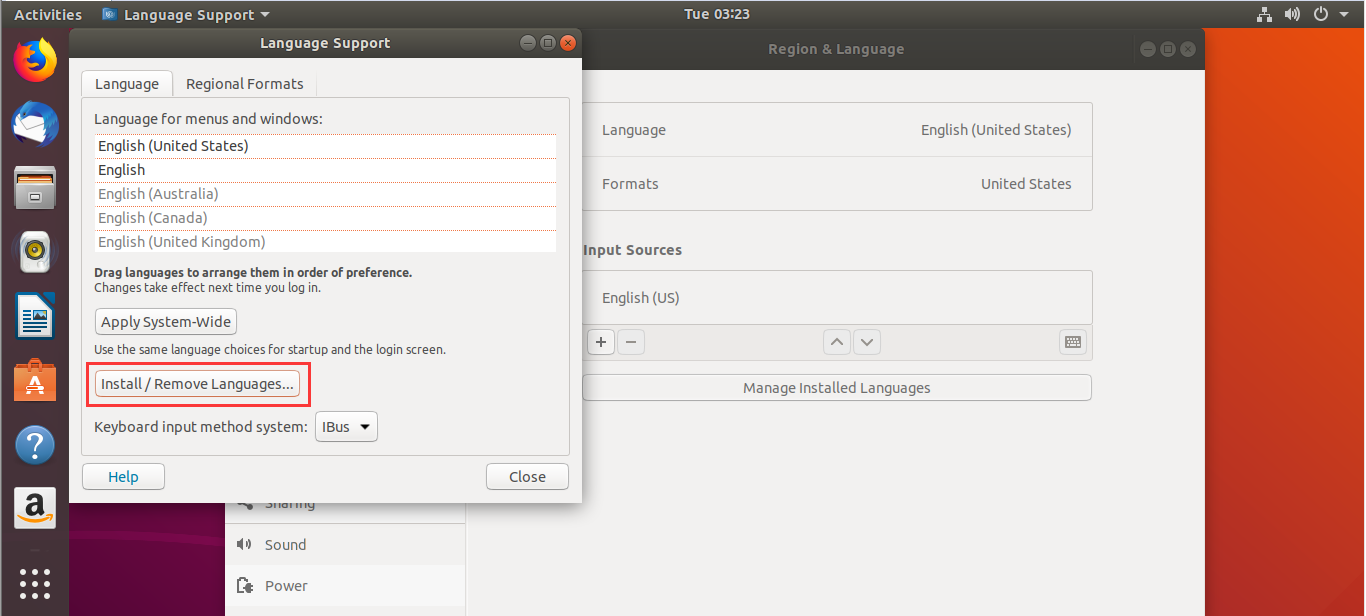 Activities
Language Support
Tue 03:23
Language Support
Region & Language
Language
Regional Formats
Language for menus and windows:
English (United States)
English
English (Australia)
English (Canada)
English (United Kingdom)
Drag languages to arrange them in order of preference.
Changes take effect next time you log in.
Apply System-Wide
Use the same language choices for startup and the login screen.
Install / Remove Languages...
Keyboard input method system:
IBus
Help
Close
Language
English (United States)
Formats
United States
Input Sources
English (US)
Manage Installed Languages
Sharing
Sound
Power